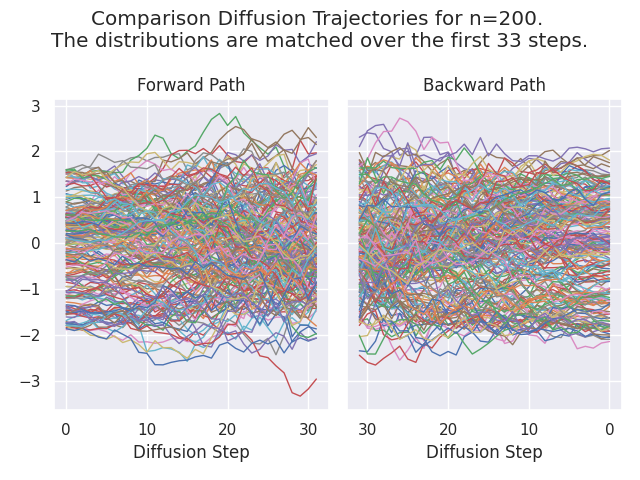 Comparison Diffusion Trajectories for n=200.
The distributions are matched over the first 33 steps.
Forward Path
Backward Path
3
2
1
0
−1
−2
−3
0 10 20 30
30 20 10 0
Diffusion Step
Diffusion Step